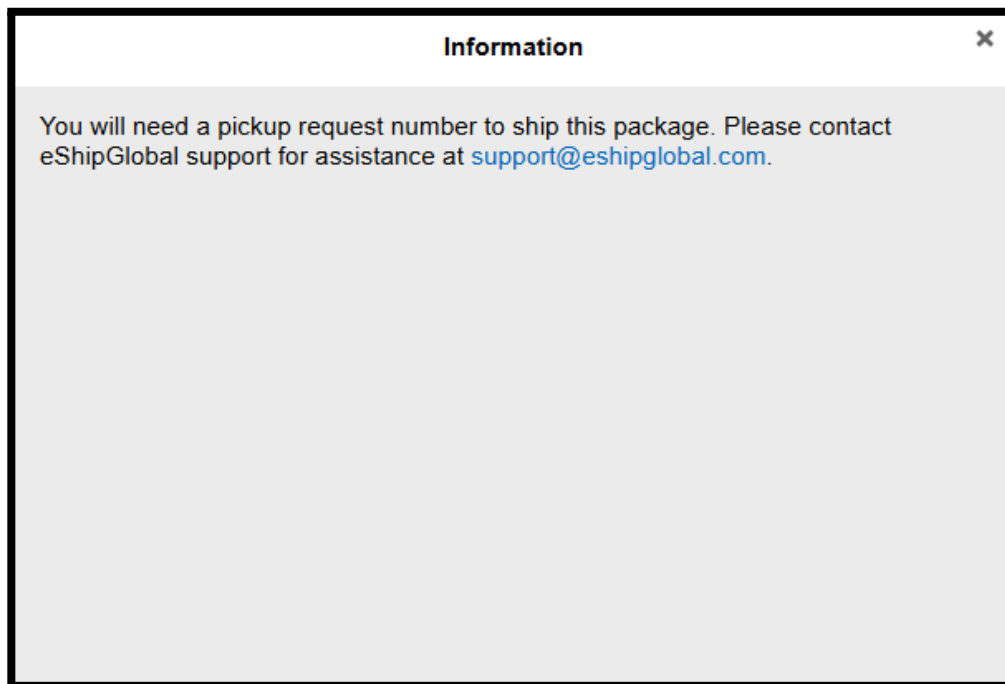 Information
You will need a pickup request number to ship this package. Please contact
eShipGlobal support for assistance at support@eshipglobal.com.